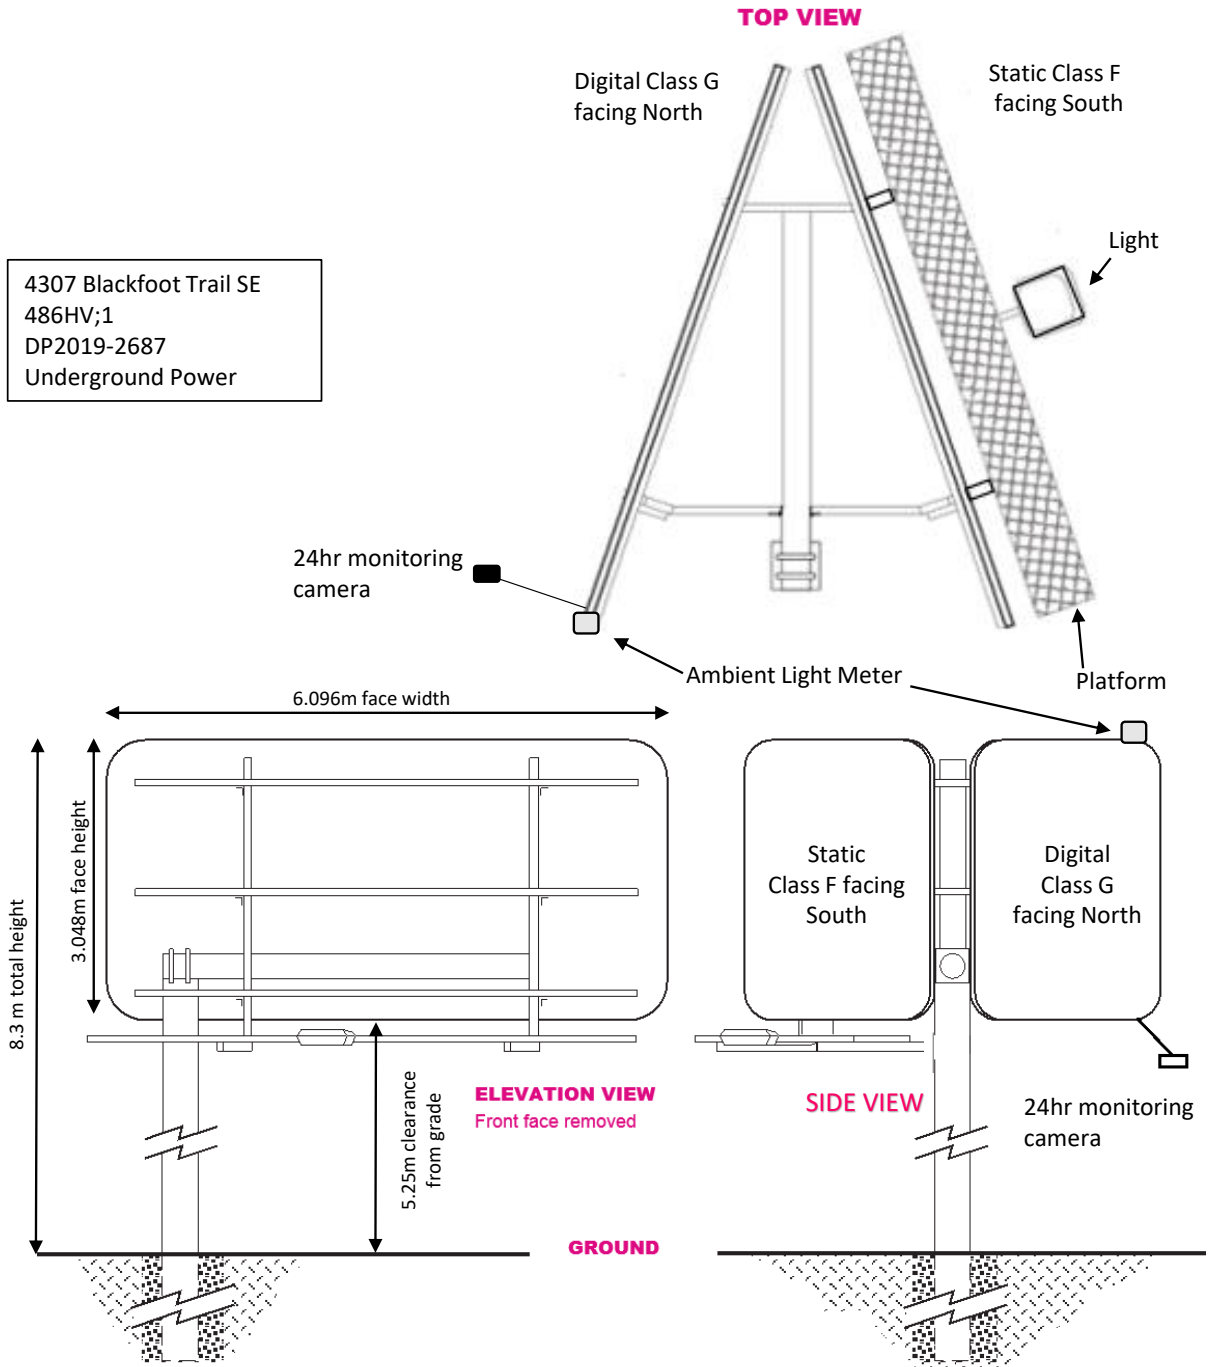 TOP VIEW
Digital Class G
facing North
Static Class F
facing South
Light
4307 Blackfoot Trail SE
486HV;1
DP2019-2687
Underground Power
24hr monitoring
camera
Ambient Light Meter
Platform
6.096m face width
8.3 m total height
3.048m face height
Static
Class F facing
South
Digital
Class G
facing North
5.25m clearance
from grade
ELEVATION VIEW
Front face removed
SIDE VIEW
24hr monitoring
camera
GROUND